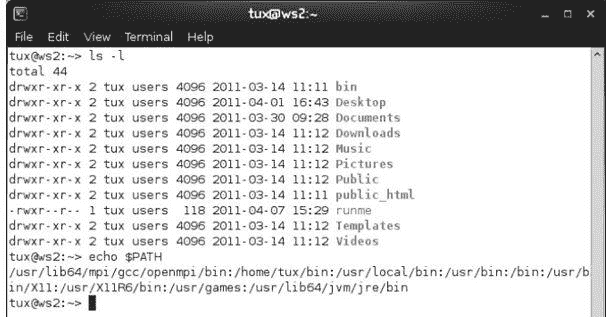 tux@ws2:~
File Edit View Terminal Help
tux@ws2:~> ls -l
total 44
drwxr-xr-x 2 tux users 4096 2011-03-14 11:11 bin
drwxr-xr-x 2 tux users 4096 2011-04-01 16:43 Desktop
drwxr-xr-x 2 tux users 4096 2011-03-30 09:28 Documents
drwxr-xr-x 2 tux users 4096 2011-03-14 11:12 Downloads
drwxr-xr-x 2 tux users 4096 2011-03-14 11:12 Music
drwxr-xr-x 2 tux users 4096 2011-03-14 11:12 Pictures
drwxr-xr-x 2 tux users 4096 2011-03-14 11:12 Public
drwxr-xr-x 2 tux users 4096 2011-03-14 11:11 public_html
-rwxr--r-- 1 tux users 118 2011-04-07 15:29 runme
drwxr-xr-x 2 tux users 4096 2011-03-14 11:12 Templates
drwxr-xr-x 2 tux users 4096 2011-03-14 11:12 Videos
tux@ws2:~> echo $PATH
/usr/lib64/mpi/gcc/openmpi/bin:/home/tux/bin:/usr/local/bin:/usr/bin:/bin:/usr/b
in/X11:/usr/X11R6/bin:/usr/games:/usr/lib64/jvm/jre/bin
tux@ws2:~>